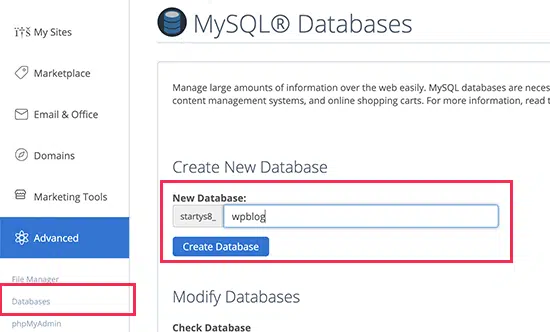 MySQL® Databases
My Sites
Marketplace
Email & Office
Domains
Marketing Tools
Advanced
File Manager
Databases
phpMyAdmin
Manage large amounts of information over the web easily. MySQL databases are neces
content management systems, and online shopping carts. For more information, read t
Create New Database
New Database:
startys8_ wpblog
Create Database
Modify Databases
Check Database